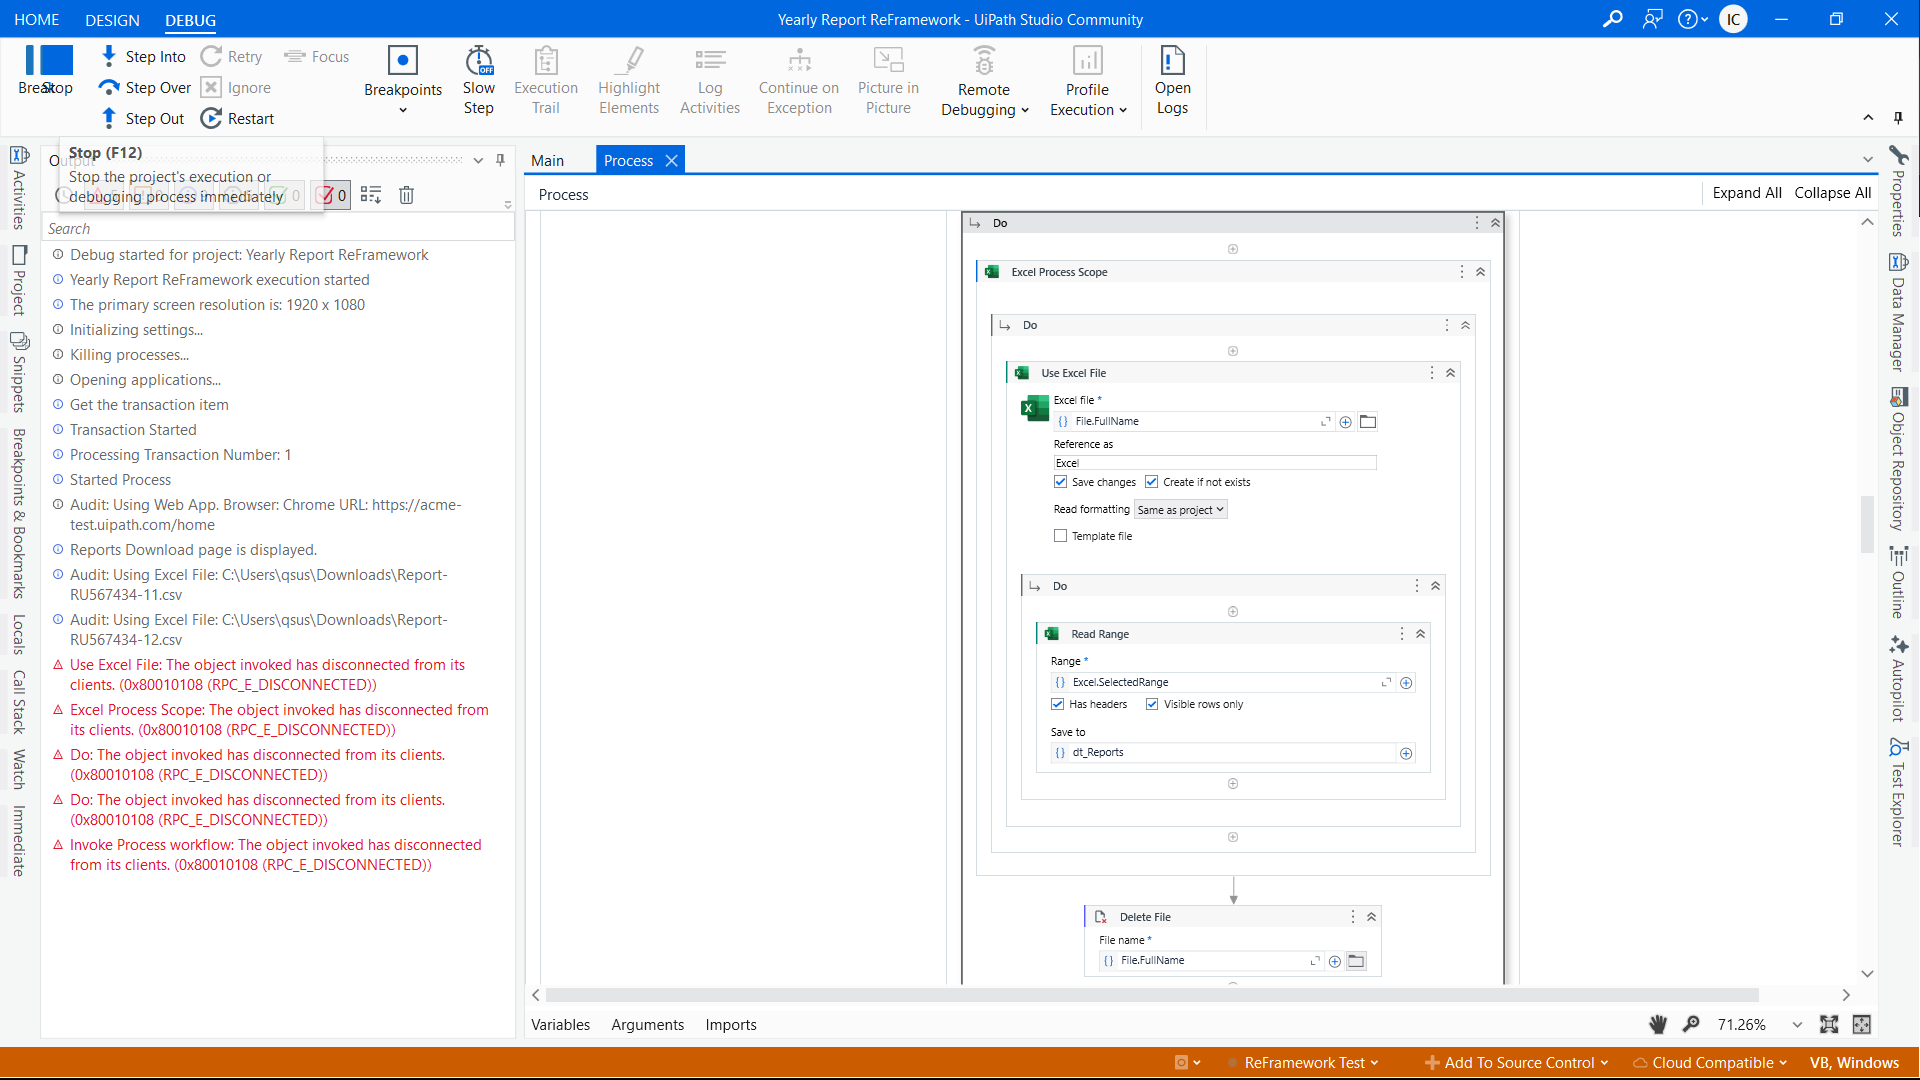 HOME DESIGN DEBUG
Yearly Report ReFramework - UiPath Studio Community
IC
Break
Stop
Step Into
Step Over
Step Out
Retry
Ignore
Restart
Focus
Breakpoints
Slow
Step
OFF
Execution
Trail
Highlight
Elements
Log
Activities
Continue on
Exception
Picture in
Picture
Remote
Debugging
Profile
Execution
Open
Logs
Stop (F12)
Stop the project's execution or
debugging process immediately
0
Search
Debug started for project: Yearly Report ReFramework
Yearly Report ReFramework execution started
The primary screen resolution is: 1920 x 1080
Initializing settings...
Killing processes...
Opening applications...
Get the transaction item
Transaction Started
Processing Transaction Number: 1
Started Process
Audit: Using Web App. Browser: Chrome URL: https://acme-
test.uipath.com/home
Reports Download page is displayed.
Audit: Using Excel File: C:\Users\qsus\Downloads\Report-
RU567434-11.csv
Audit: Using Excel File: C:\Users\qsus\Downloads\Report-
RU567434-12.csv
Use Excel File: The object invoked has disconnected from its
clients. (0x80010108 (RPC_E_DISCONNECTED))
Excel Process Scope: The object invoked has disconnected from
its clients. (0x80010108 (RPC_E_DISCONNECTED))
Do: The object invoked has disconnected from its clients.
(0x80010108 (RPC_E_DISCONNECTED))
Do: The object invoked has disconnected from its clients.
(0x80010108 (RPC_E_DISCONNECTED))
Invoke Process workflow: The object invoked has disconnected
from its clients. (0x80010108 (RPC_E_DISCONNECTED))
Activities
Project
Snippets
Breakpoints & Bookmarks
Locals
Call Stack
Watch
Immediate
Main
Process
Process
Expand All
Collapse All
Do
Excel Process Scope
Do
Use Excel File
Excel file *
File.FullName
Reference as
Excel
Save changes
Create if not exists
Read formatting
Same as project
Template file
Do
Read Range
Range *
Excel.SelectedRange
Has headers
Visible rows only
Save to
dt_Reports
Delete File
File name *
File.FullName
Properties
Data Manager
Object Repository
Outline
Autopilot
Test Explorer
Variables
Arguments
Imports
71.26%
ReFramework Test
Add To Source Control
Cloud Compatible
VB, Windows